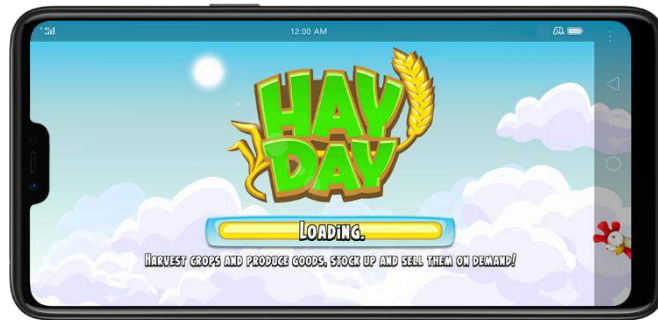 12:00 AM
HAY
DAY
LOADING.
HARVEST CROPS AND PRODUCE GOODS, STOCK UP AND SELL THEM ON DEMAND!